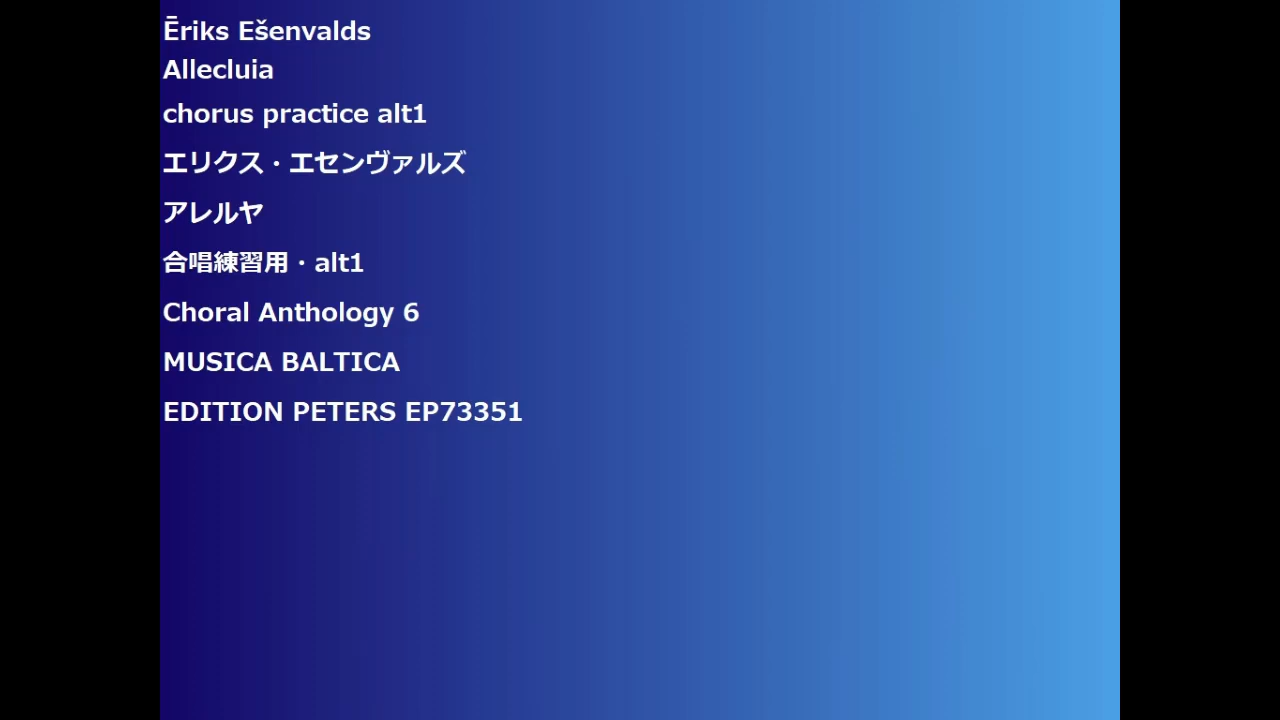 Ēriks Ešenvalds
Allecluia
chorus practice alt1
エリクス・エセンヴァルズ
アレルヤ
合唱練習用・alt1
Choral Anthology 6
MUSICA BALTICA
EDITION PETERS EP73351